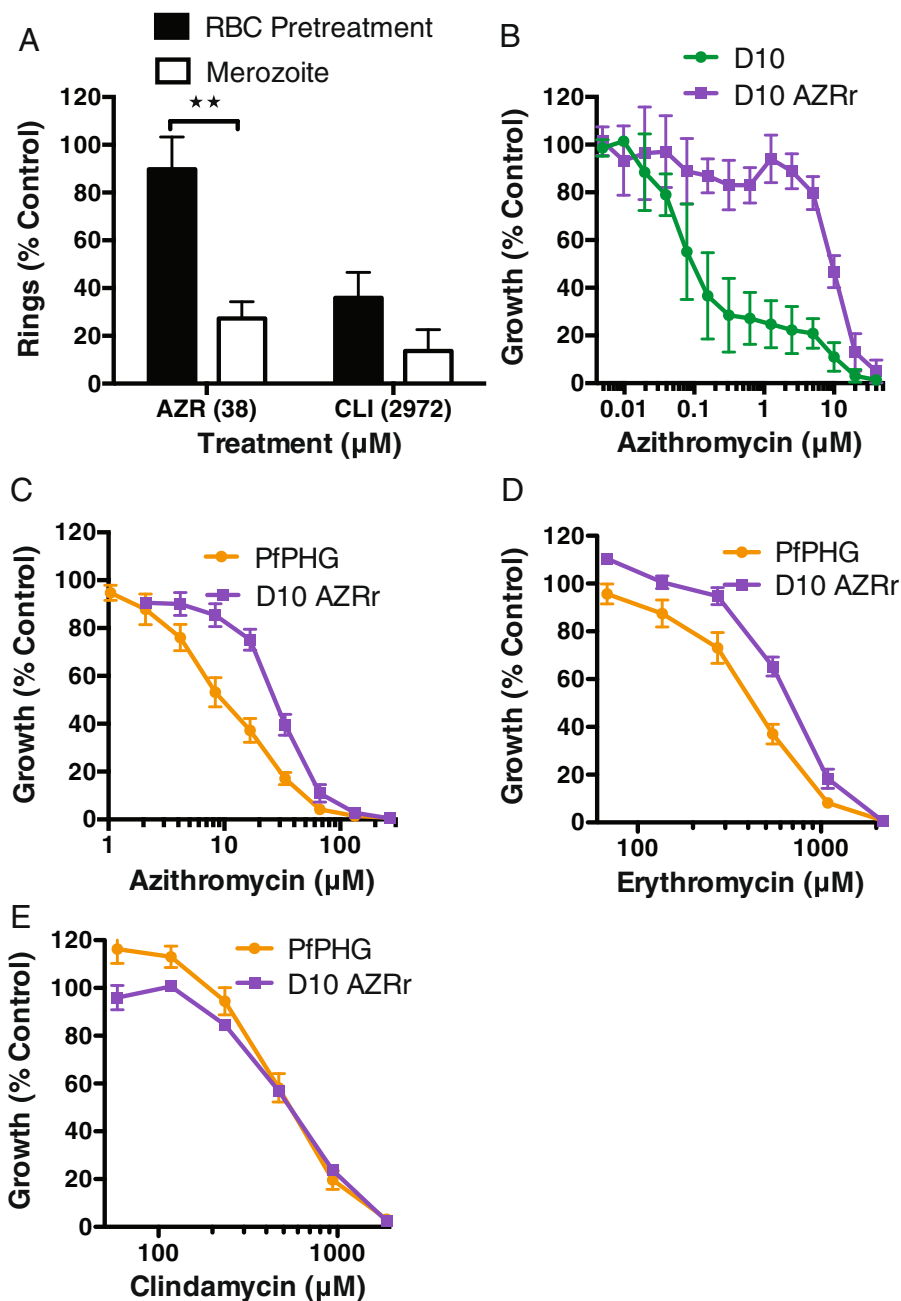 A
RBC Pretreatment
Merozoite
★★
120
100
80
60
40
20
0
Rings (% Control)
AZR (38)
CLI (2972)
Treatment (µM)
B
D10
D10 AZRr
120
100
80
60
40
20
0
Growth (% Control)
0.01
0.1
1
10
Azithromycin (µM)
C
PfPHG
D10 AZRr
120
100
80
60
40
20
0
Growth (% Control)
1
10
100
Azithromycin (µM)
D
PfPHG
D10 AZRr
120
100
80
60
40
20
0
Growth (% Control)
100
1000
Erythromycin (µM)
E
PfPHG
D10 AZRr
120
100
80
60
40
20
0
Growth (% Control)
100
1000
Clindamycin (µM)